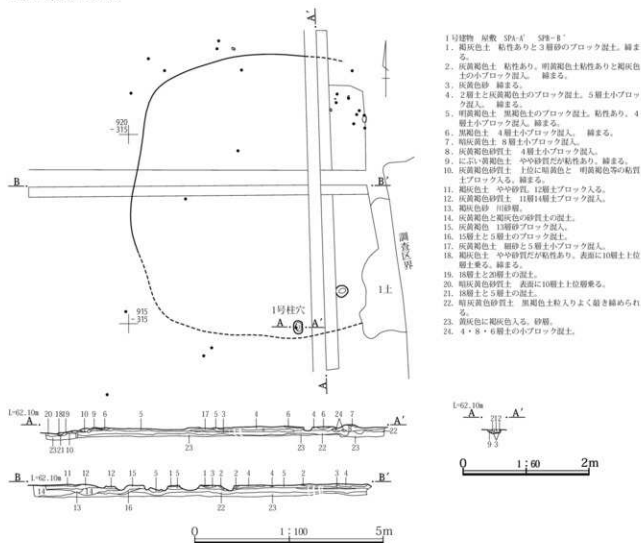 A'
920
-315
B
B'
調査区界
1土
915
-315
1号柱穴
A
A'
A
1号建物 屋敷 SPA-A' SPB-B'
1. 褐灰色土 粘性ありと3層砂のブロック混土。締まる。
2. 灰黄褐色土 粘性あり、明黄褐色土粘性ありと褐灰色土の小ブロック混入。 締まる。
3. 灰黄色砂 締まる。
4. 2層土と灰黄褐色土のブロック混土。5層土小ブロック混入。 締まる。
5. 明黄褐色土 黒褐色土のブロック混土。粘性あり。4層土小ブロック混入。締まる。
6. 黒褐色土 4層土小ブロック混入。 締まる。
7. 暗灰黄色土 8層土小ブロック混入。
8. 灰黄褐色砂質土 4層土小ブロック混入。
9. にぶい黄褐色土 やや砂質だが粘性あり。締まる。
10. 灰黄褐色砂質土 上位に暗黄色と 明黄褐色等の粘質土ブロック入る。締まる。
11. 褐灰色土 やや砂質。12層土ブロック入る。
12. 灰黄褐色砂質土 11層14層土ブロック混入。
13. 褐灰色砂 川砂層。
14. 灰黄褐色と褐灰色の砂質土の混土。
15. 灰黄褐色 13層砂ブロック混入。
16. 15層土と5層土のブロック混土。
17. 灰黄褐色土 細砂と5層土小ブロック混入。
18. 褐灰色土 やや砂質だが粘性あり。表面に10層土上位層土乗る。締まる。
19. 18層土と20層土の混土。
20. 暗灰黄色砂質土 表面に10層土上位層乗る。
21. 18層土と5層土の混土。
22. 暗灰黄色砂質土 黒褐色土粒入りよく敲き締められる。
23. 黄灰色に褐灰色入る。砂層。
24. 4・8・6層土の小ブロック混土。
L=62.10m
A
20 1819 10 9 6 5 17 5 3 4 6 4 6 24 7
A'
22
2321 10 23 23 22
L=62.10m
B
11 12 12 15 5 1 5 1 3 2 2 4 4 5 2 3 4
B'
14
13 16 22 23
0 1:100 5m
L=62.10m
A A'
9 3
0 1:60 2m